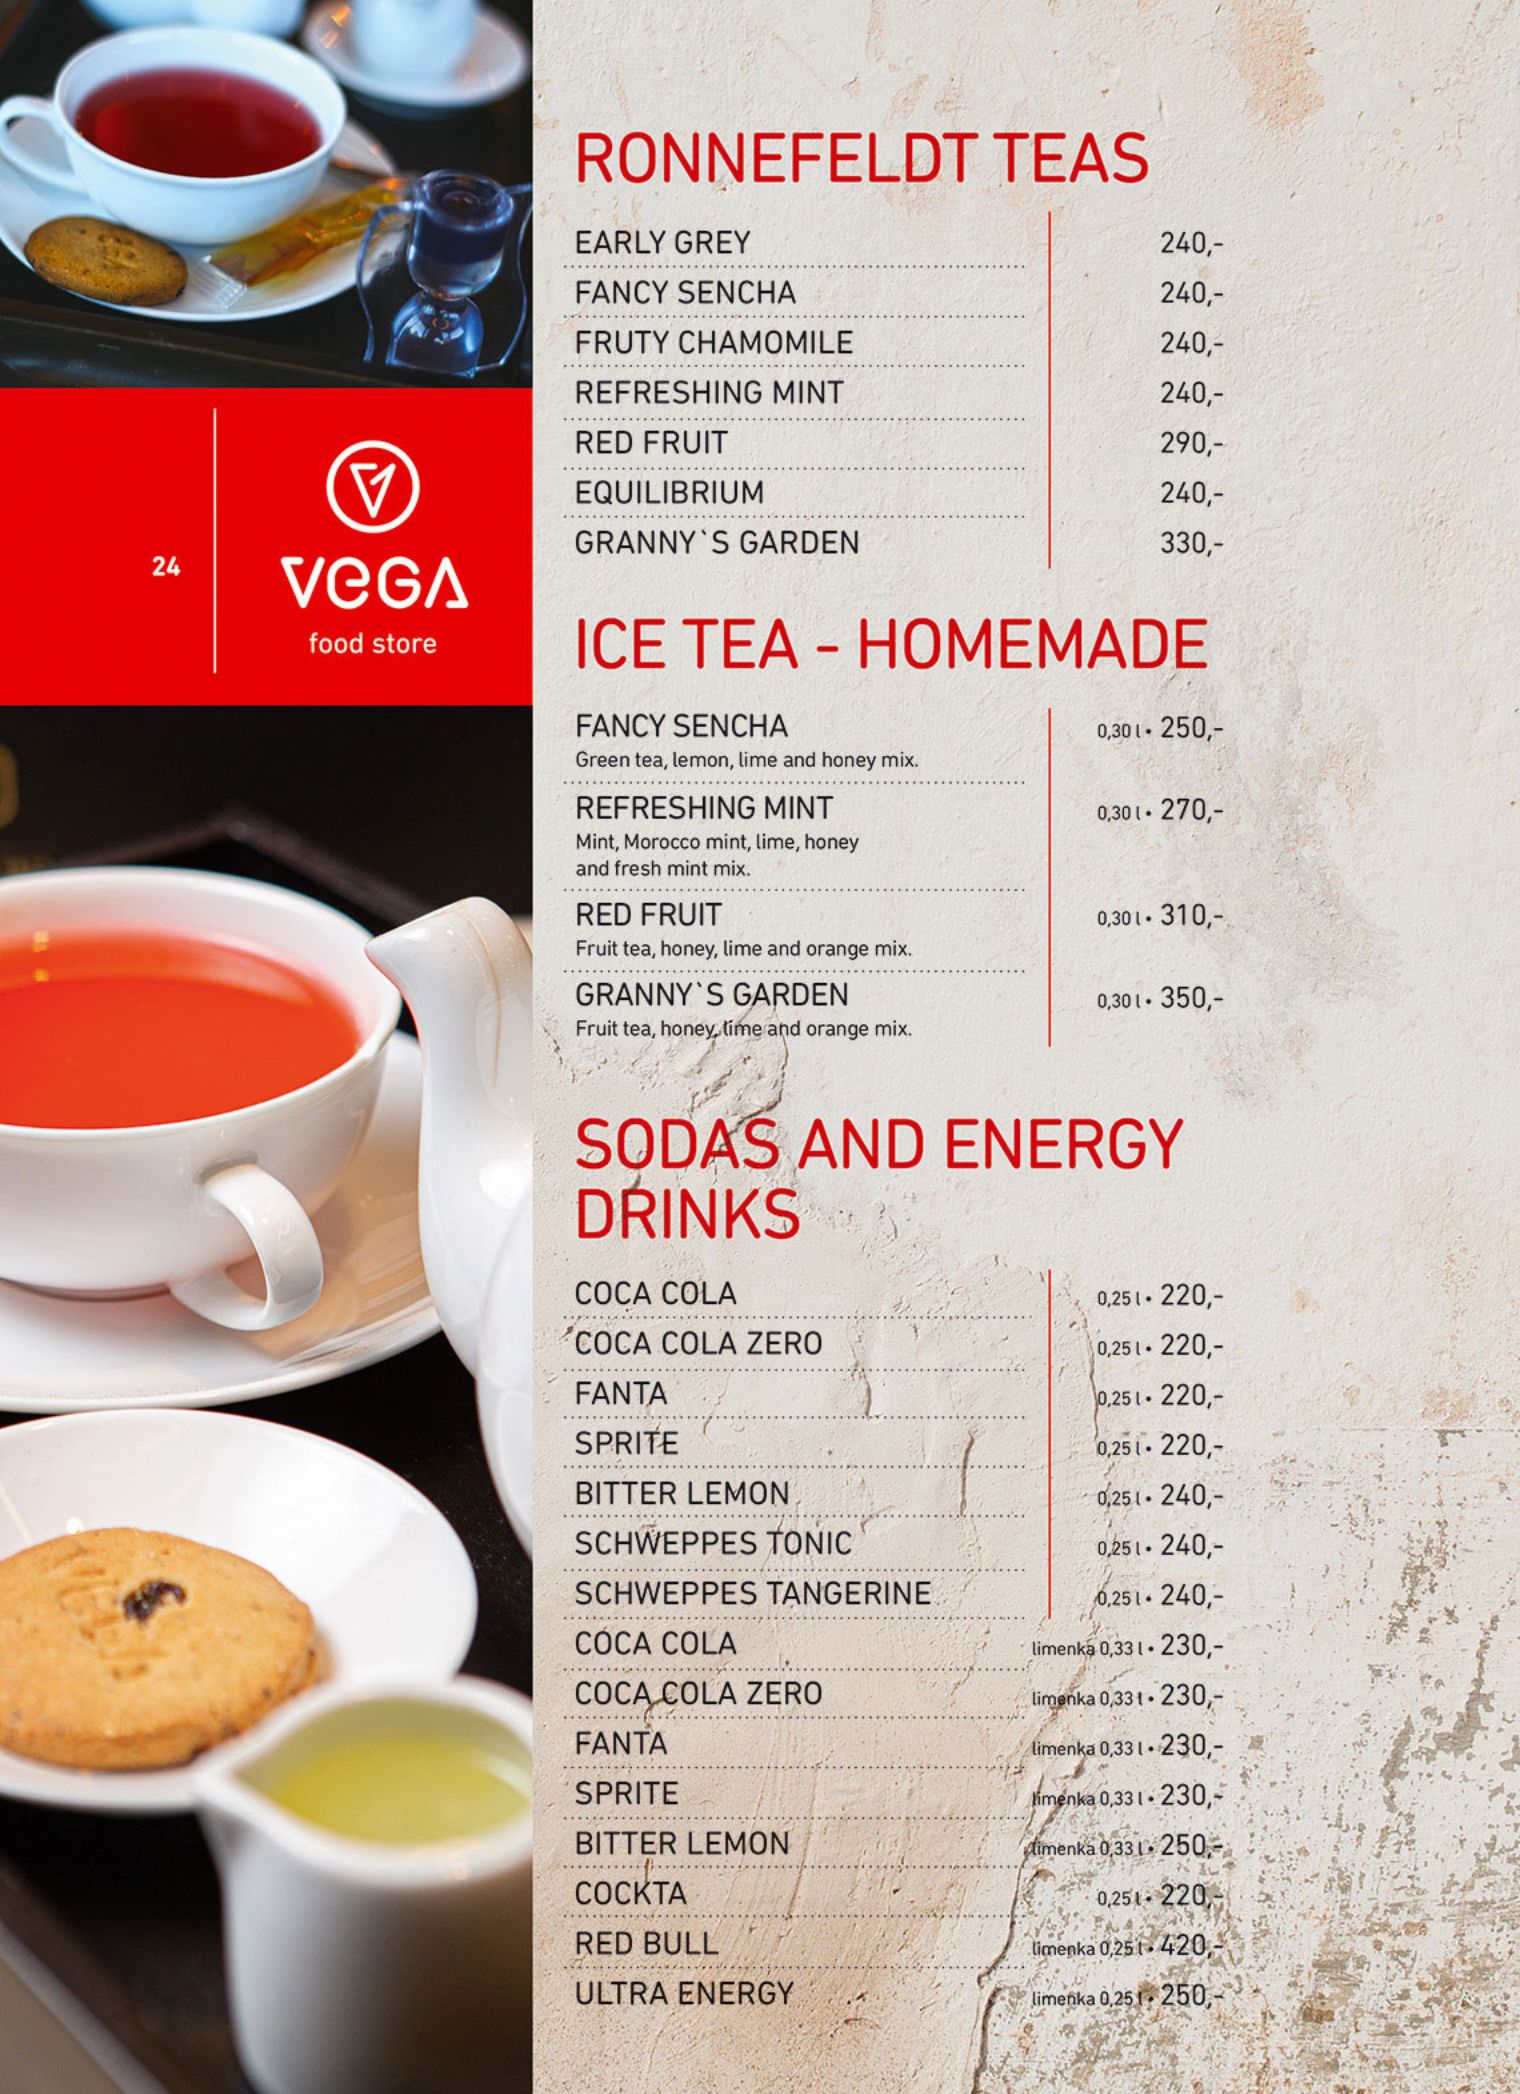 RONNEFELDT TEAS
EARLY GREY 240,-
FANCY SENCHA 240,-
FRUTY CHAMOMILE 240,-
REFRESHING MINT 240,-
RED FRUIT 290,-
EQUILIBRIUM 240,-
GRANNY`S GARDEN 330,-
24
VEGA
food store
ICE TEA - HOMEMADE
FANCY SENCHA 0,30 l • 250,-
Green tea, lemon, lime and honey mix.
REFRESHING MINT 0,30 l • 270,-
Mint, Morocco mint, lime, honey
and fresh mint mix.
RED FRUIT 0,30 l • 310,-
Fruit tea, honey, lime and orange mix.
GRANNY`S GARDEN 0,30 l • 350,-
Fruit tea, honey, lime and orange mix.
SODAS AND ENERGY
DRINKS
COCA COLA 0,25 l • 220,-
COCA COLA ZERO 0,25 l • 220,-
FANTA 0,25 l • 220,-
SPRITE 0,25 l • 220,-
BITTER LEMON 0,25 l • 240,-
SCHWEPPES TONIC 0,25 l • 240,-
SCHWEPPES TANGERINE 0,25 l • 240,-
COCA COLA limenka 0,33 l • 230,-
COCA COLA ZERO limenka 0,33 l • 230,-
FANTA limenka 0,33 l • 230,-
SPRITE limenka 0,33 l • 230,-
BITTER LEMON limenka 0,33 l • 250,-
COCKTA 0,25 l • 220,-
RED BULL limenka 0,25 l • 420,-
ULTRA ENERGY limenka 0,25 l • 250,-